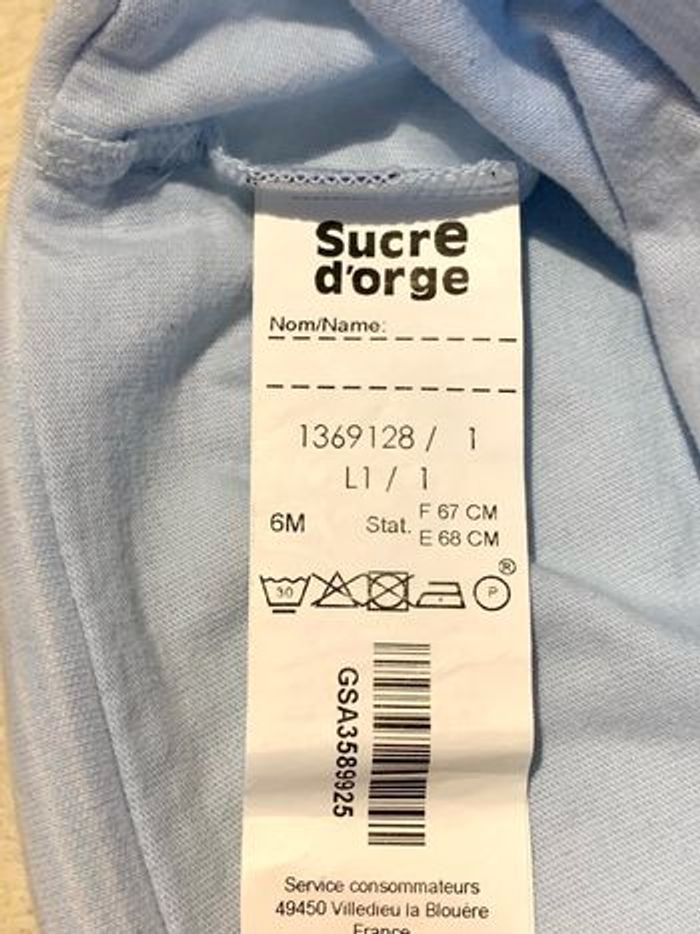 Sucre
d'orge
Nom/Name:
1369128 / 1
L1 / 1
6M Stat. F 67 CM
E 68 CM
30 P ®
GSA3589925
Service consommateurs
49450 Villedieu la Blouère
France